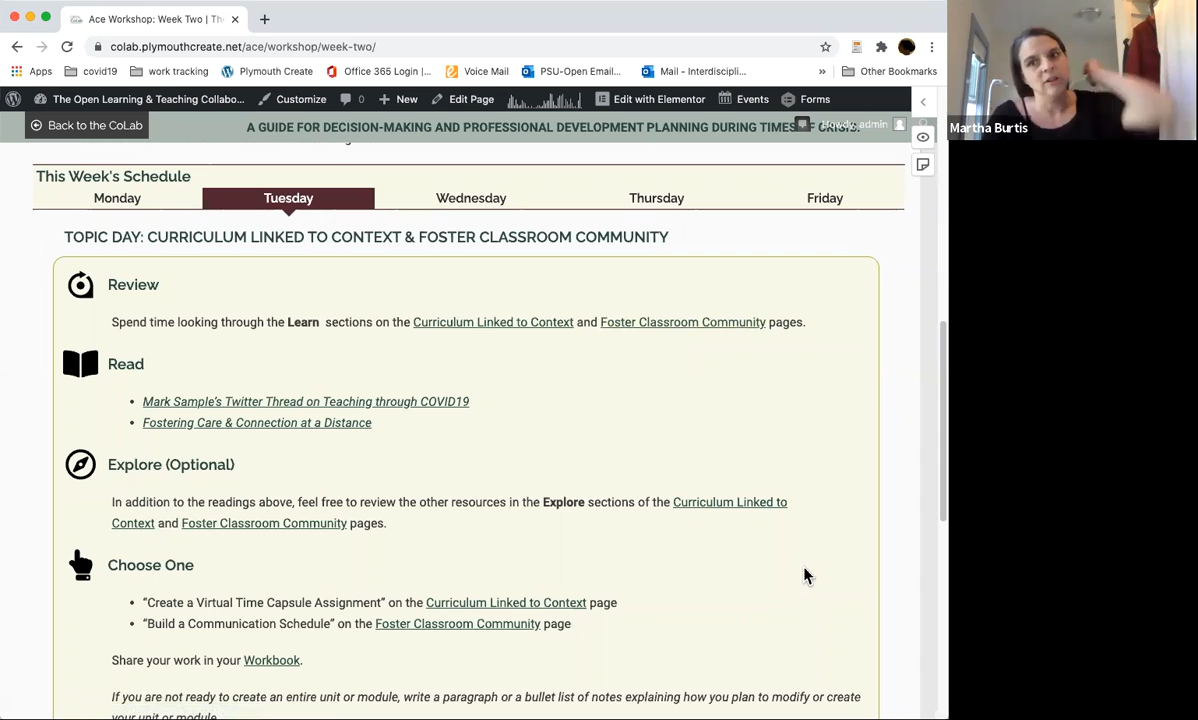 Ace Workshop: Week Two | Th
colab.plymouthcreate.net/ace/workshop/week-two/
Apps covid19 work tracking Plymouth Create Office 365 Login |... Voice Mail PSU-Open Email... Mail - Interdiscipli... » Other Bookmarks
The Open Learning & Teaching Collabo... Customize 0 New Edit Page Edit with Elementor Events Forms
Back to the CoLab
A GUIDE FOR DECISION-MAKING AND PROFESSIONAL DEVELOPMENT PLANNING DURING TIMES OF CRISIS.
Howdy, admin
Martha Burtis
This Week's Schedule
Monday Tuesday Wednesday Thursday Friday
TOPIC DAY: CURRICULUM LINKED TO CONTEXT & FOSTER CLASSROOM COMMUNITY
Review
Spend time looking through the Learn sections on the Curriculum Linked to Context and Foster Classroom Community pages.
Read
• Mark Sample's Twitter Thread on Teaching through COVID19
• Fostering Care & Connection at a Distance
Explore (Optional)
In addition to the readings above, feel free to review the other resources in the Explore sections of the Curriculum Linked to
Context and Foster Classroom Community pages.
Choose One
• “Create a Virtual Time Capsule Assignment” on the Curriculum Linked to Context page
• “Build a Communication Schedule” on the Foster Classroom Community page
Share your work in your Workbook.
If you are not ready to create an entire unit or module, write a paragraph or a bullet list of notes explaining how you plan to modify or create
your unit or module.